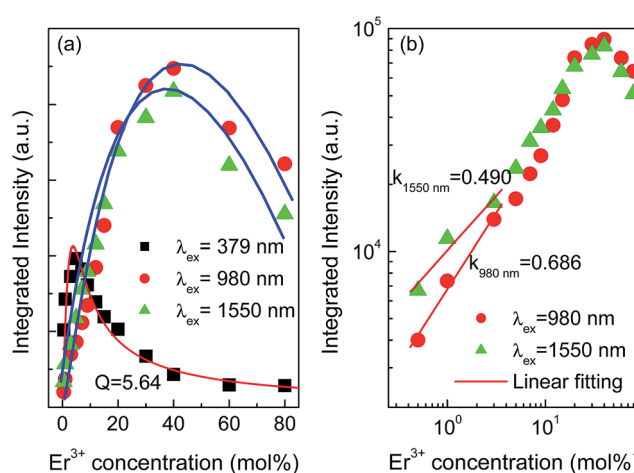 (a)
Integrated Intensity (a.u.)
λex= 379 nm
λex= 980 nm
λex= 1550 nm
Q=5.64
0 20 40 60 80
Er3+ concentration (mol%)
(b)
Integrated Intensity (a.u.)
10^5
10^4
k1550 nm=0.490
k980 nm=0.686
λex=980 nm
λex=1550 nm
Linear fitting
10^0 10^1
Er3+ concentration (mol%)